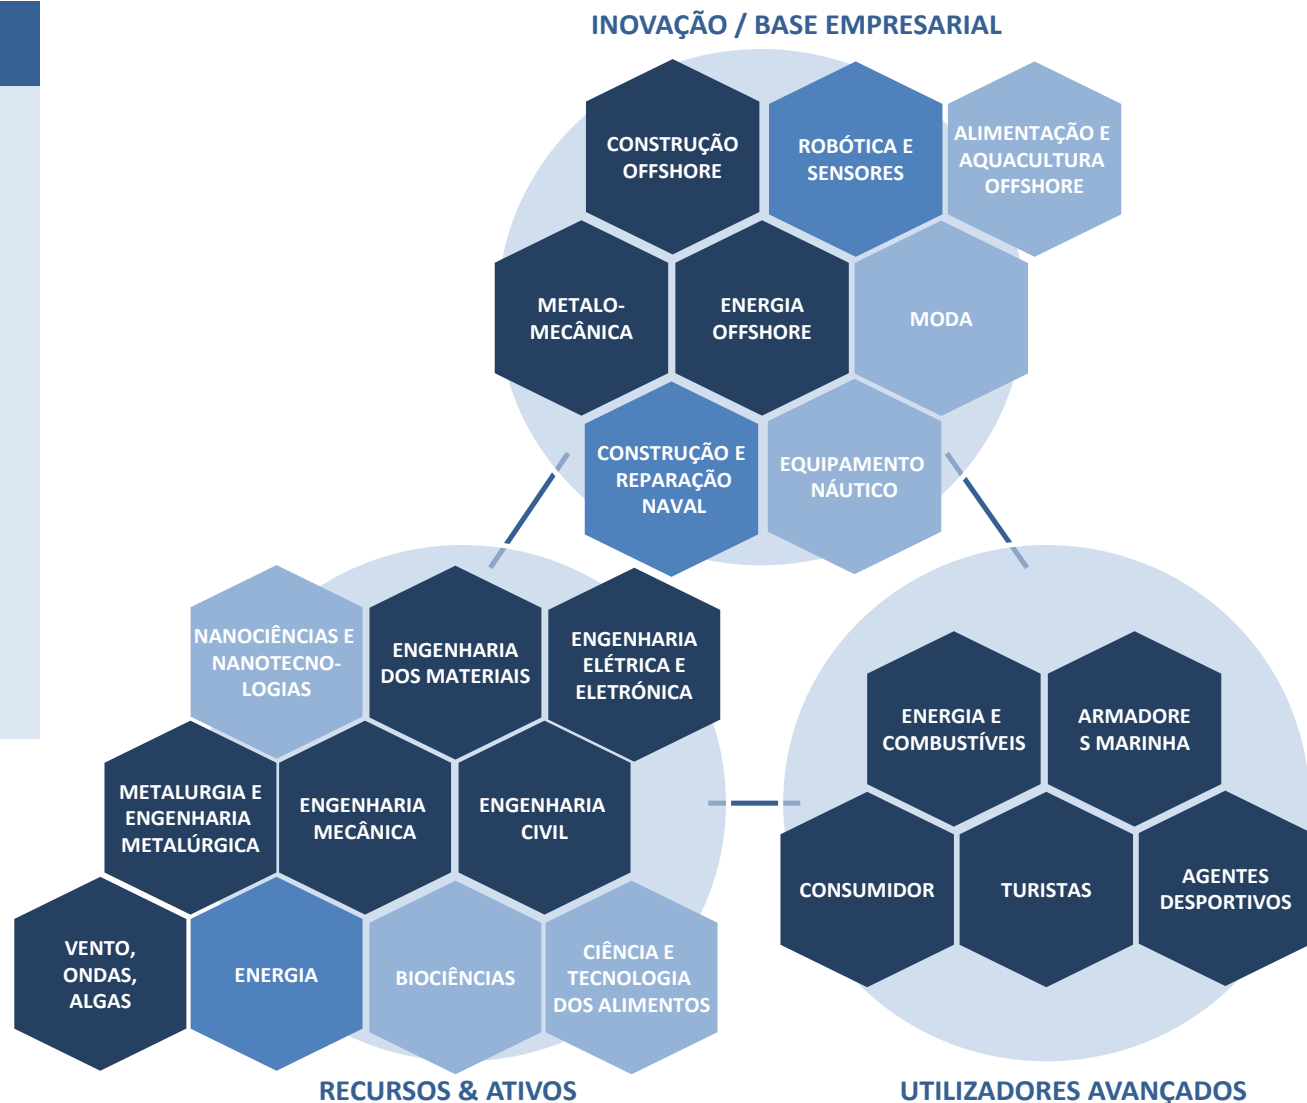 INOVAÇÃO / BASE EMPRESARIAL
CONSTRUÇÃO
OFFSHORE
ROBÓTICA E
SENSORES
ALIMENTAÇÃO E
AQUACULTURA
OFFSHORE
METALO-
MECÂNICA
ENERGIA
OFFSHORE
MODA
CONSTRUÇÃO E
REPARAÇÃO
NAVAL
EQUIPAMENTO
NÁUTICO
NANOCIÊNCIAS E
NANOTECNO-
LOGIAS
ENGENHARIA
DOS MATERIAIS
ENGENHARIA
ELÉTRICA E
ELETRÓNICA
METALURGIA E
ENGENHARIA
METALÚRGICA
ENGENHARIA
MECÂNICA
ENGENHARIA
CIVIL
VENTO,
ONDAS,
ALGAS
ENERGIA
BIOCIÊNCIAS
CIÊNCIA E
TECNOLOGIA
DOS ALIMENTOS
RECURSOS & ATIVOS
ENERGIA E
COMBUSTÍVEIS
ARMADORE
S MARINHA
CONSUMIDOR
TURISTAS
AGENTES
DESPORTIVOS
UTILIZADORES AVANÇADOS